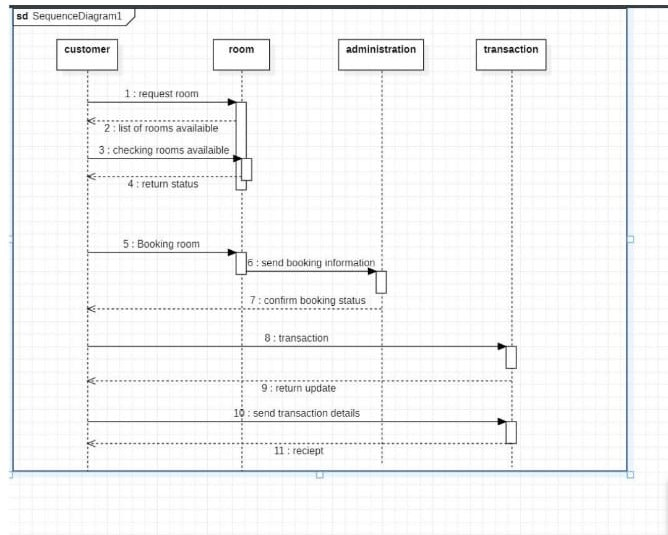 sd SequenceDiagram1
customer
room
administration
transaction
1 : request room
2 : list of rooms availaible
3 : checking rooms availaible
4 : return status
5 : Booking room
6 : send booking information
7 : confirm booking status
8 : transaction
9 : return update
10 : send transaction details
11 : reciept